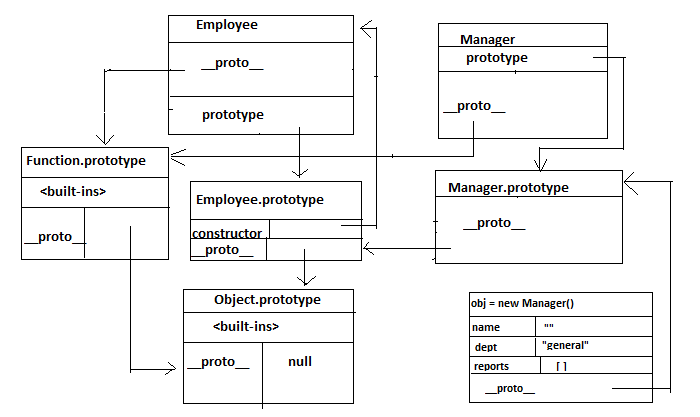 Employee
__proto__
prototype
Manager
prototype
__proto__
Function.prototype
<built-ins>
__proto__
Employee.prototype
constructor
__proto__
Manager.prototype
__proto__
Object.prototype
<built-ins>
__proto__ null
obj = new Manager()
name ""
dept "general"
reports [ ]
__proto__